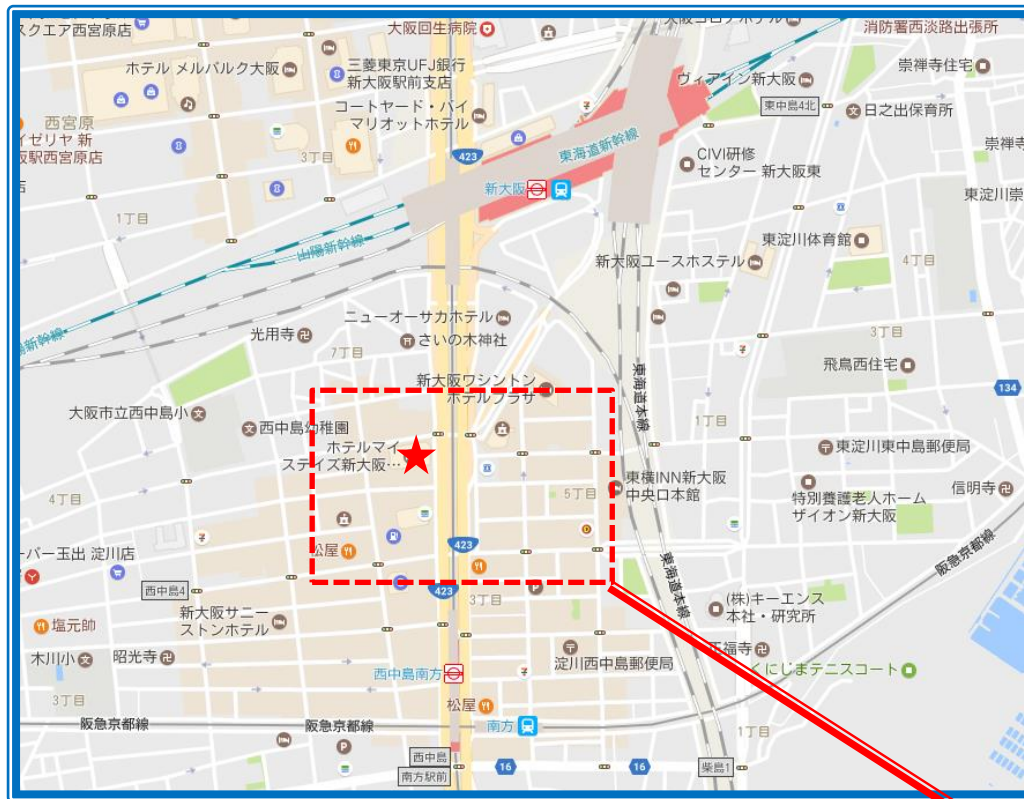 スクエア西宮原店
大阪回生病院
大阪コロナホテル
消防署西淡路出張所
ホテル メルパルク大阪
三菱東京UFJ銀行
新大阪駅前支店
ヴィアイン新大阪
崇禅寺住宅
コートヤード・バイ
マリオットホテル
東中島4北
日之出保育所
西宮原
イゼリヤ 新
阪駅西宮原店
3丁目
423
東海道新幹線
CIVI研修
センター 新大阪東
崇禅寺
店
新大阪
東淀川崇
1丁目
山陽新幹線
東淀川体育館
新大阪ユースホステル
4丁目
陽新幹線
ニューオーサカホテル
光用寺
さいの木神社
7丁目
3丁目
飛鳥西住宅
東海道本線
新大阪ワシントン
ホテルプラザ
134
大阪市立西中島小
西中島幼稚園
1丁目
ホテルマイ
ステイズ新大阪…
東淀川東中島郵便局
4丁目
5丁目
東横INN新大阪
中央口本館
特別養護老人ホーム
ザイオン新大阪
信明寺
ーパー玉出 淀川店
松屋
423
東海道本線
阪急京都線
西中島4
423
3丁目
新大阪サニー
ストンホテル
(株)キーエンス
本社・研究所
塩元帥
木川小
昭光寺
淀川西中島郵便局
正福寺
くにじまテニスコート
西中島南方
3丁目
松屋
阪急京都線
阪急京都線
南方
1丁目
西中島
南方駅前
16
16
柴島1